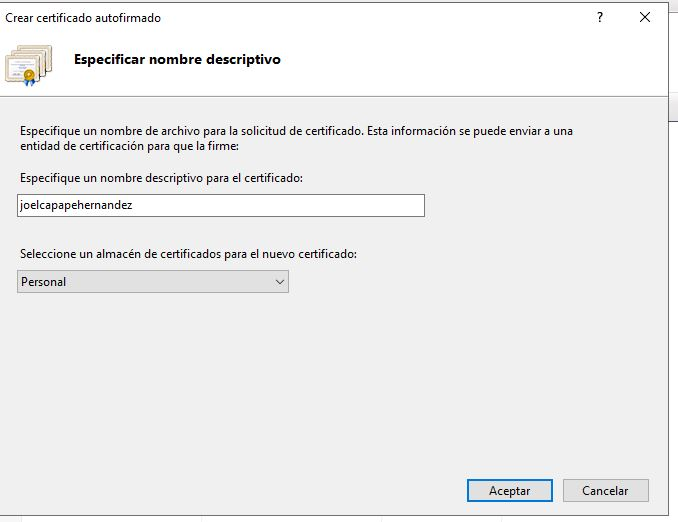 Crear certificado autofirmado
?
Especificar nombre descriptivo
Especifique un nombre de archivo para la solicitud de certificado. Esta información se puede enviar a una
entidad de certificación para que la firme:
Especifique un nombre descriptivo para el certificado:
joelcapapehernandez
Seleccione un almacén de certificados para el nuevo certificado:
Personal
Aceptar
Cancelar